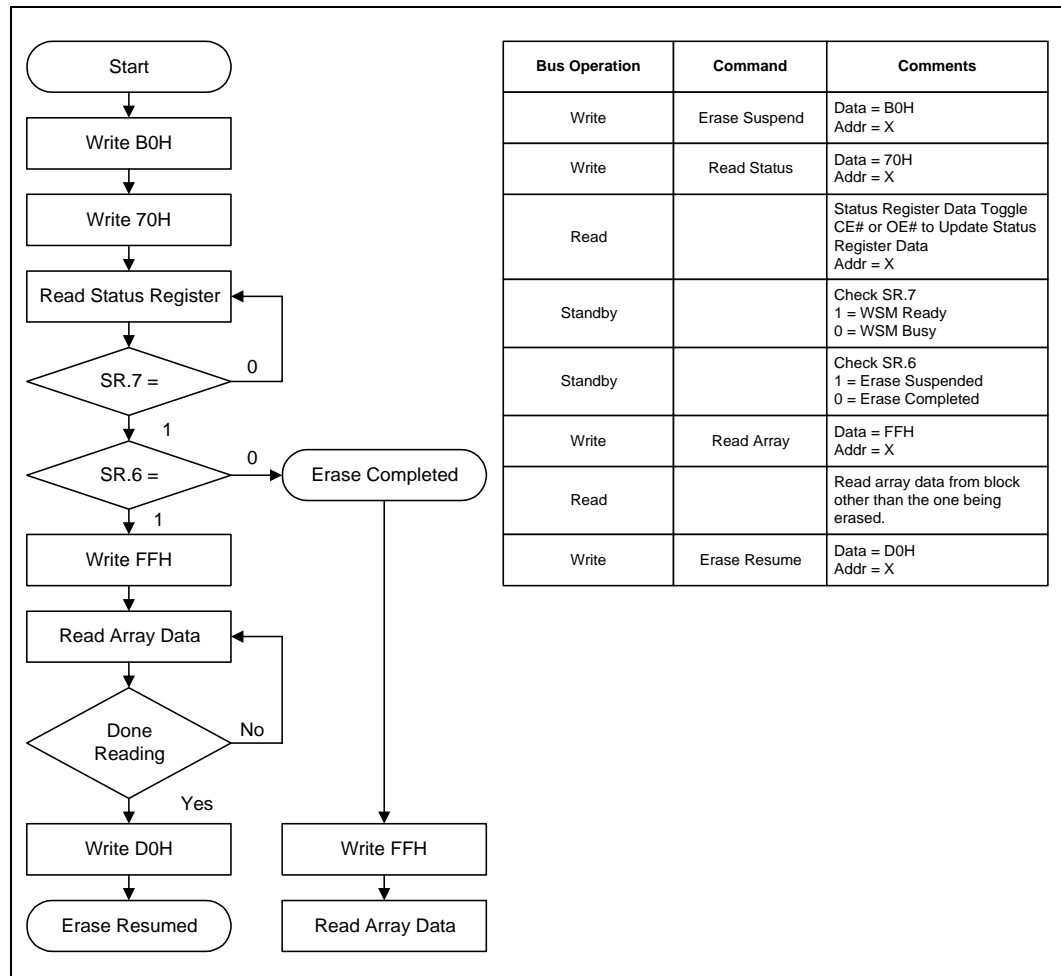 Start
Write B0H
Write 70H
Read Status Register
SR.7 =
0
1
SR.6 =
0
Erase Completed
1
Write FFH
Read Array Data
Done
Reading
No
Yes
Write D0H
Write FFH
Erase Resumed
Read Array Data
Bus Operation Command Comments
Write Erase Suspend Data = B0H
Addr = X
Write Read Status Data = 70H
Addr = X
Read Status Register Data Toggle
CE# or OE# to Update Status
Register Data
Addr = X
Standby Check SR.7
1 = WSM Ready
0 = WSM Busy
Standby Check SR.6
1 = Erase Suspended
0 = Erase Completed
Write Read Array Data = FFH
Addr = X
Read Read array data from block
other than the one being
erased.
Write Erase Resume Data = D0H
Addr = X